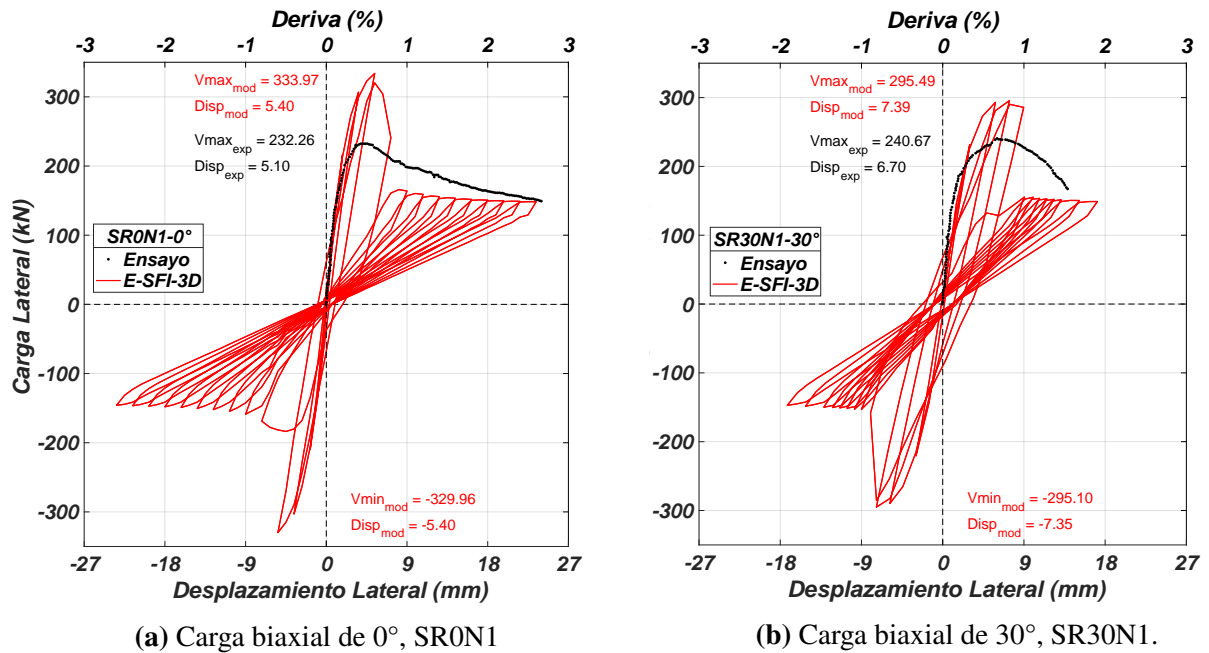 Deriva (%)
-3 -2 -1 0 1 2 3
Vmax_mod = 333.97
Disp_mod = 5.40
Vmax_exp = 232.26
Disp_exp = 5.10
SR0N1-0°
Ensayo
E-SFI-3D
Vmin_mod = -329.96
Disp_mod = -5.40
Carga Lateral (kN)
300
200
100
0
-100
-200
-300
-27 -18 -9 0 9 18 27
Desplazamiento Lateral (mm)
(a) Carga biaxial de 0°, SR0N1
Deriva (%)
-3 -2 -1 0 1 2 3
Vmax_mod = 295.49
Disp_mod = 7.39
Vmax_exp = 240.67
Disp_exp = 6.70
SR30N1-30°
Ensayo
E-SFI-3D
Vmin_mod = -295.10
Disp_mod = -7.35
300
200
100
0
-100
-200
-300
-27 -18 -9 0 9 18 27
Desplazamiento Lateral (mm)
(b) Carga biaxial de 30°, SR30N1.